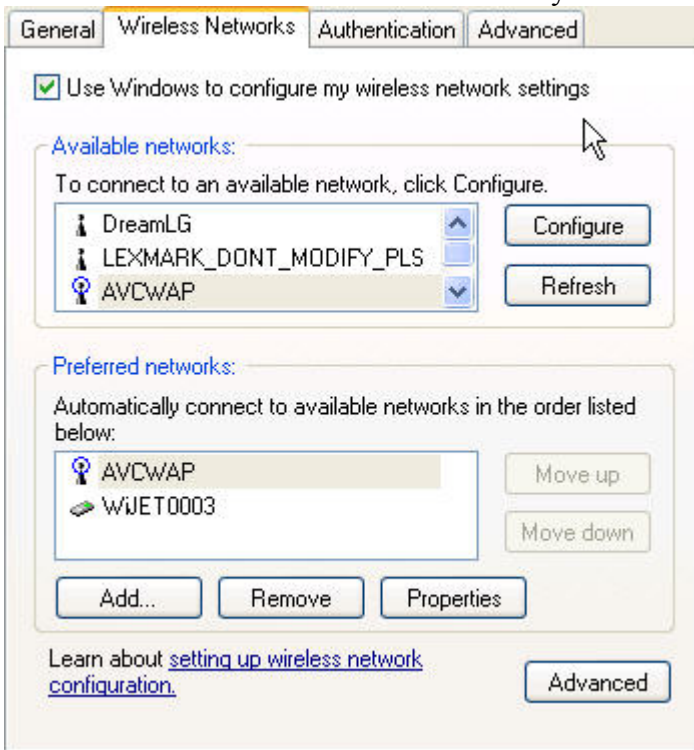 General Wireless Networks Authentication Advanced
Use Windows to configure my wireless network settings
Available networks:
To connect to an available network, click Configure.
DreamLG
Configure
LEXMARK_DONT_MODIFY_PLS
AVCWAP
Refresh
Preferred networks:
Automatically connect to available networks in the order listed
below:
AVCWAP
Move up
WiJET0003
Move down
Add... Remove Properties
Learn about setting up wireless network
configuration.
Advanced